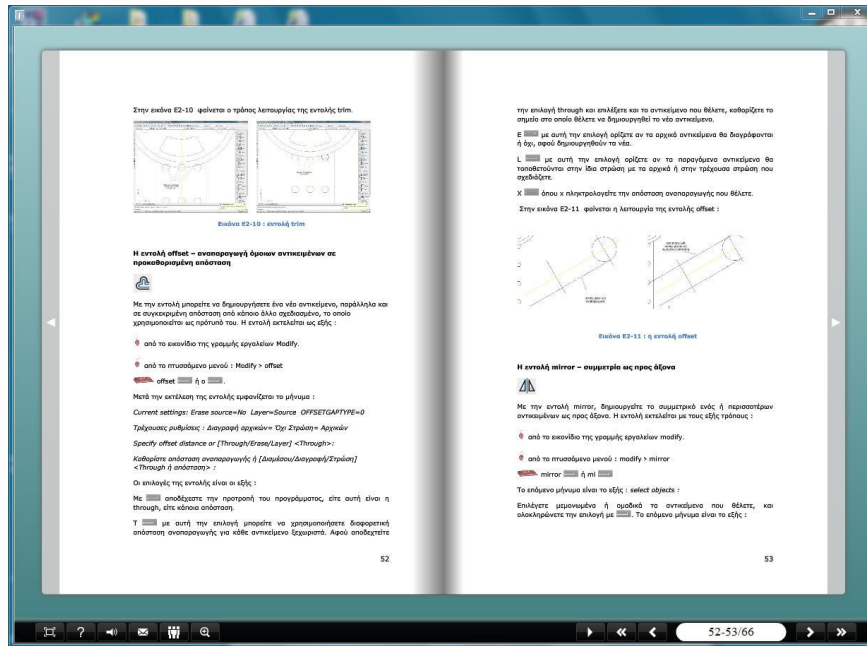 Στην εικόνα Ε2-10 φαίνεται ο τρόπος λειτουργίας της εντολής trim.
Εικόνα Ε2-10 : εντολή trim
Η εντολή offset – αναπαραγωγή όμοιων αντικειμένων σε
προκαθορισμένη απόσταση
Με την εντολή μπορείτε να δημιουργήσετε ένα νέο αντικείμενο, παράλληλα και
σε συγκεκριμένη απόσταση από κάποιο άλλο σχεδιασμένο, το οποίο
χρησιμοποιείται ως πρότυπό του. Η εντολή εκτελείται ως εξής :
από το εικονίδιο της γραμμής εργαλείων Modify.
από το πτυσσόμενο μενού : Modify > offset
offset ή o .
Μετά την εκτέλεση της εντολής εμφανίζεται το μήνυμα :
Current settings: Erase source=No Layer=Source OFFSETGAPTYPE=0
Τρέχουσες ρυθμίσεις : Διαγραφή αρχικών= Όχι Στρώση= Αρχικών
Specify offset distance or [Through/Erase/Layer] <Through>:
Καθορίστε απόσταση αναπαραγωγής ή [Διαμέσου/Διαγραφή/Στρώση]
<Through ή απόσταση> :
Οι επιλογές της εντολής είναι οι εξής :
Με αποδέχεστε την προτροπή του προγράμματος, είτε αυτή είναι η
through, είτε κάποια απόσταση.
T με αυτή την επιλογή μπορείτε να χρησιμοποιήσετε διαφορετική
απόσταση αναπαραγωγής για κάθε αντικείμενο ξεχωριστά. Αφού αποδεχτείτε
52
την επιλογή through και επιλέξετε και το αντικείμενο που θέλετε, καθορίζετε το
σημείο στο οποίο θέλετε να δημιουργηθεί το νέο αντικείμενο.
E με αυτή την επιλογή ορίζετε αν τα αρχικά αντικείμενα θα διαγράφονται
ή όχι, αφού δημιουργηθούν τα νέα.
L με αυτή την επιλογή ορίζετε αν τα παραγόμενα αντικείμενα θα
τοποθετούνται στην ίδια στρώση με τα αρχικά ή στην τρέχουσα στρώση που
σχεδιάζετε.
X όπου x πληκτρολογείτε την απόσταση αναπαραγωγής που θέλετε.
Στην εικόνα Ε2-11 φαίνεται η λειτουργία της εντολής offset :
Εικόνα Ε2-11 : η εντολή offset
Η εντολή mirror – συμμετρία ως προς άξονα
Με την εντολή mirror, δημιουργείτε το συμμετρικό ενός ή περισσοτέρων
αντικειμένων ως προς άξονα. Η εντολή εκτελείται με τους εξής τρόπους :
από το εικονίδιο της γραμμής εργαλείων modify.
από το πτυσσόμενο μενού : modify > mirror
mirror ή mi
Το επόμενο μήνυμα είναι το εξής : select objects :
Επιλέγετε μεμονωμένα ή ομαδικά τα αντικείμενα που θέλετε, και
ολοκληρώνετε την επιλογή με . Το επόμενο μήνυμα είναι το εξής :
53
52-53/66